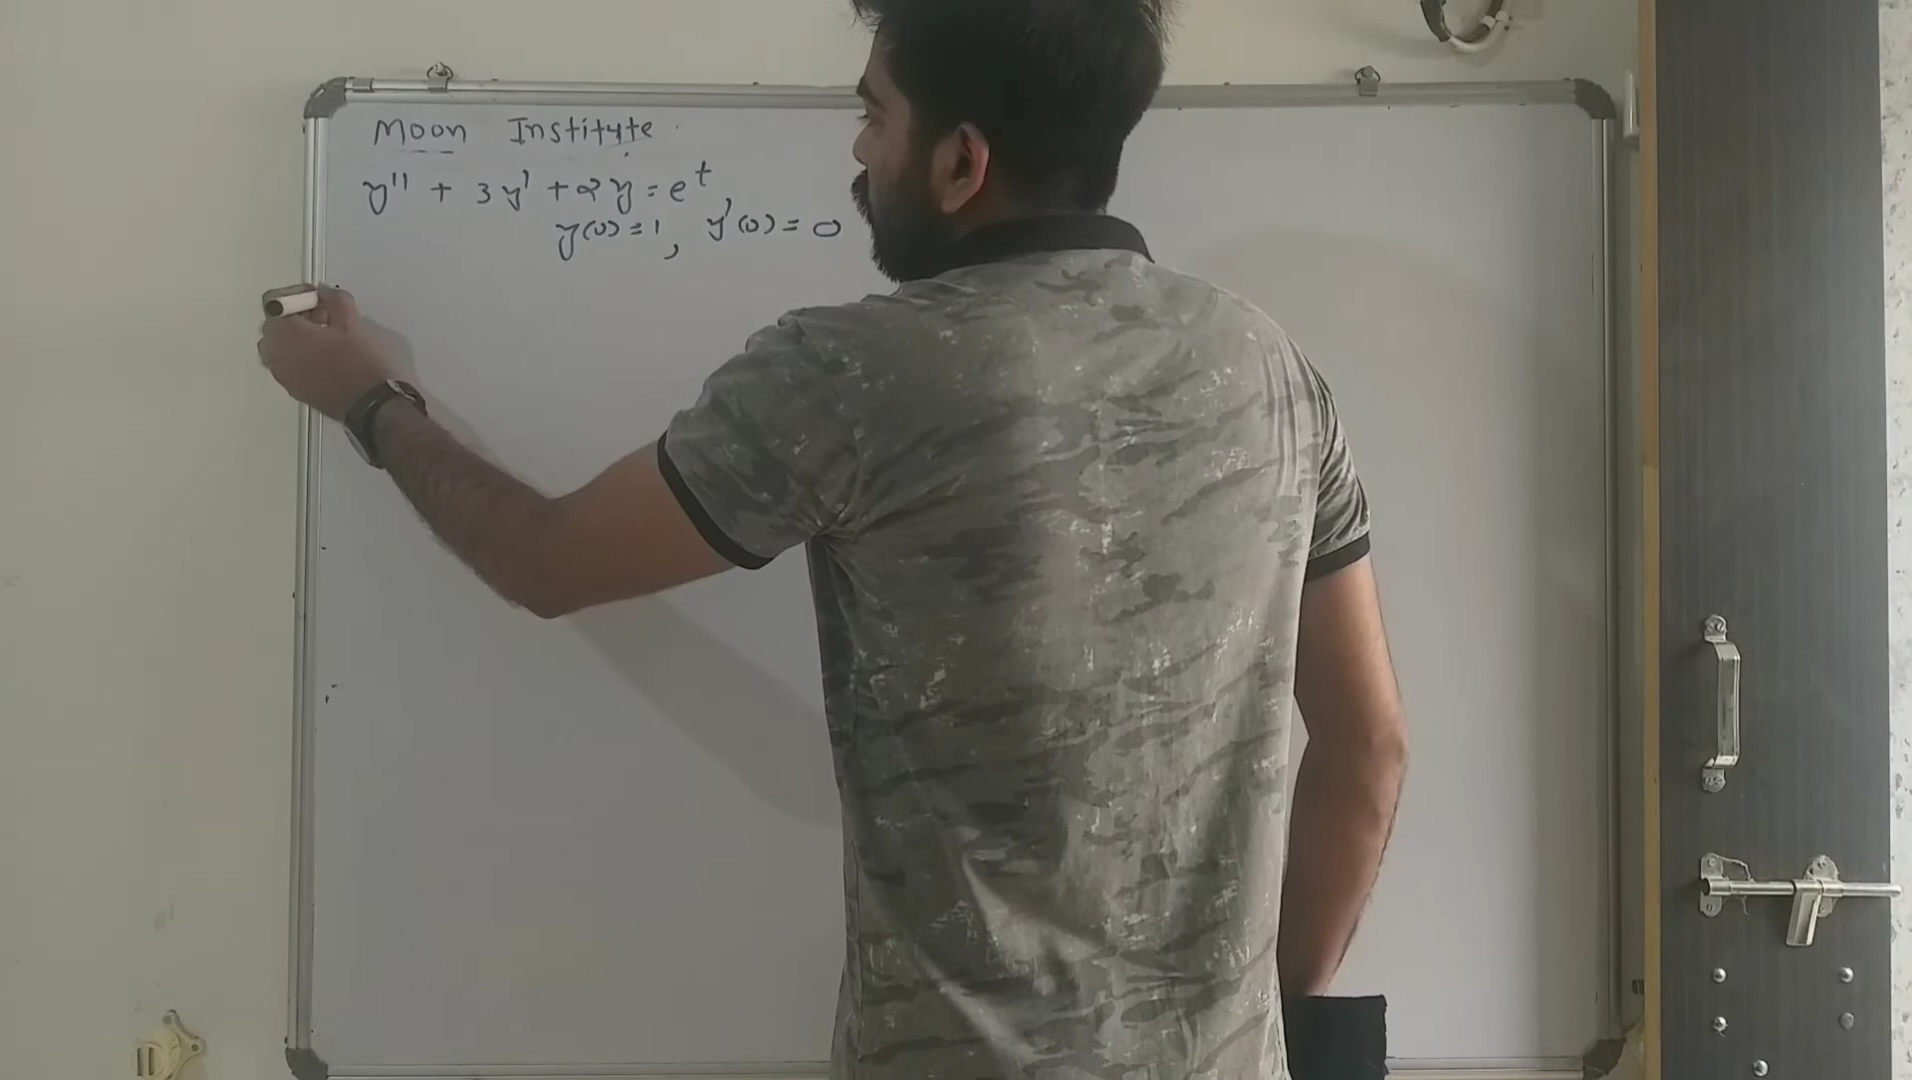 Moon Institute
y'' + 3y' + 2y = e^t
y(0) = 1, y'(0) = 0